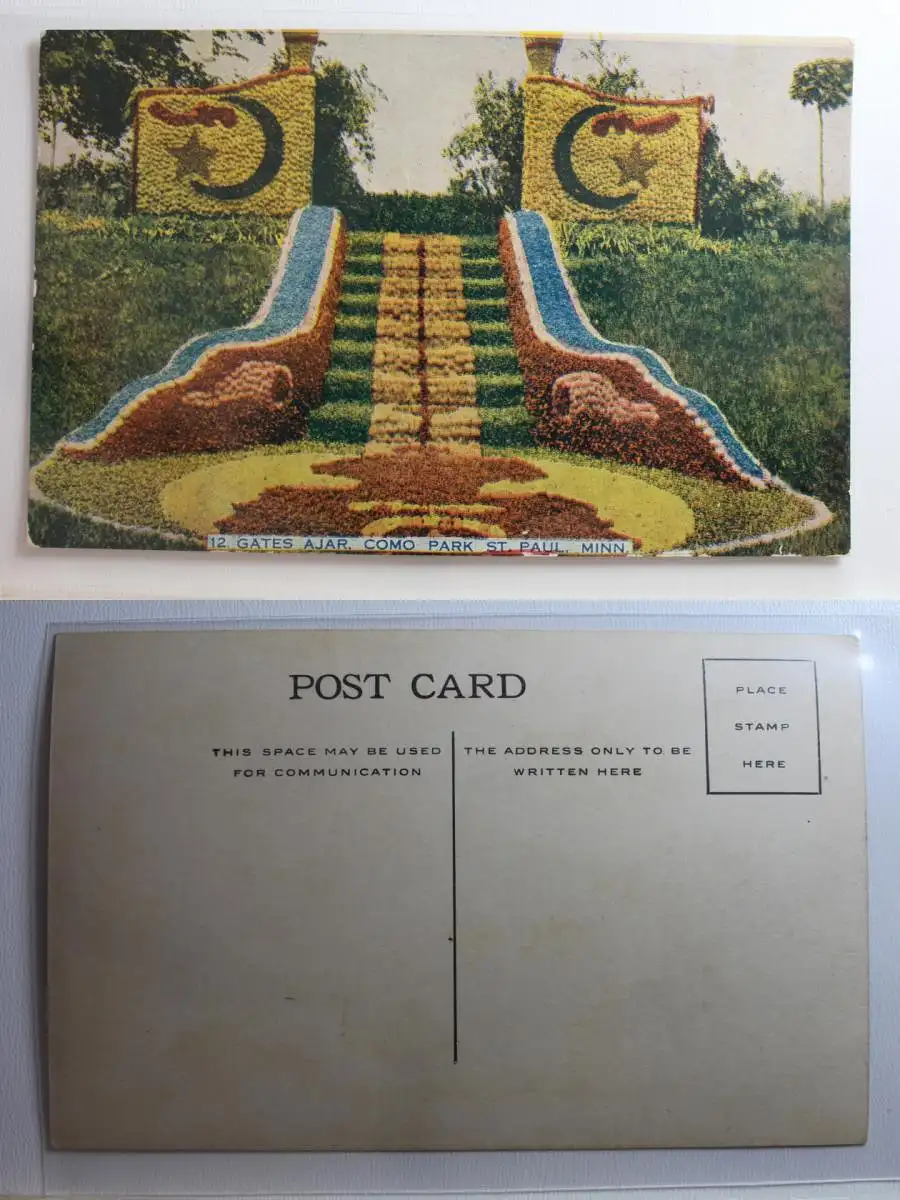 12 GATES AJAR, COMO PARK ST. PAUL, MINN.
POST CARD
THIS SPACE MAY BE USED
FOR COMMUNICATION
THE ADDRESS ONLY TO BE
WRITTEN HERE
PLACE
STAMP
HERE